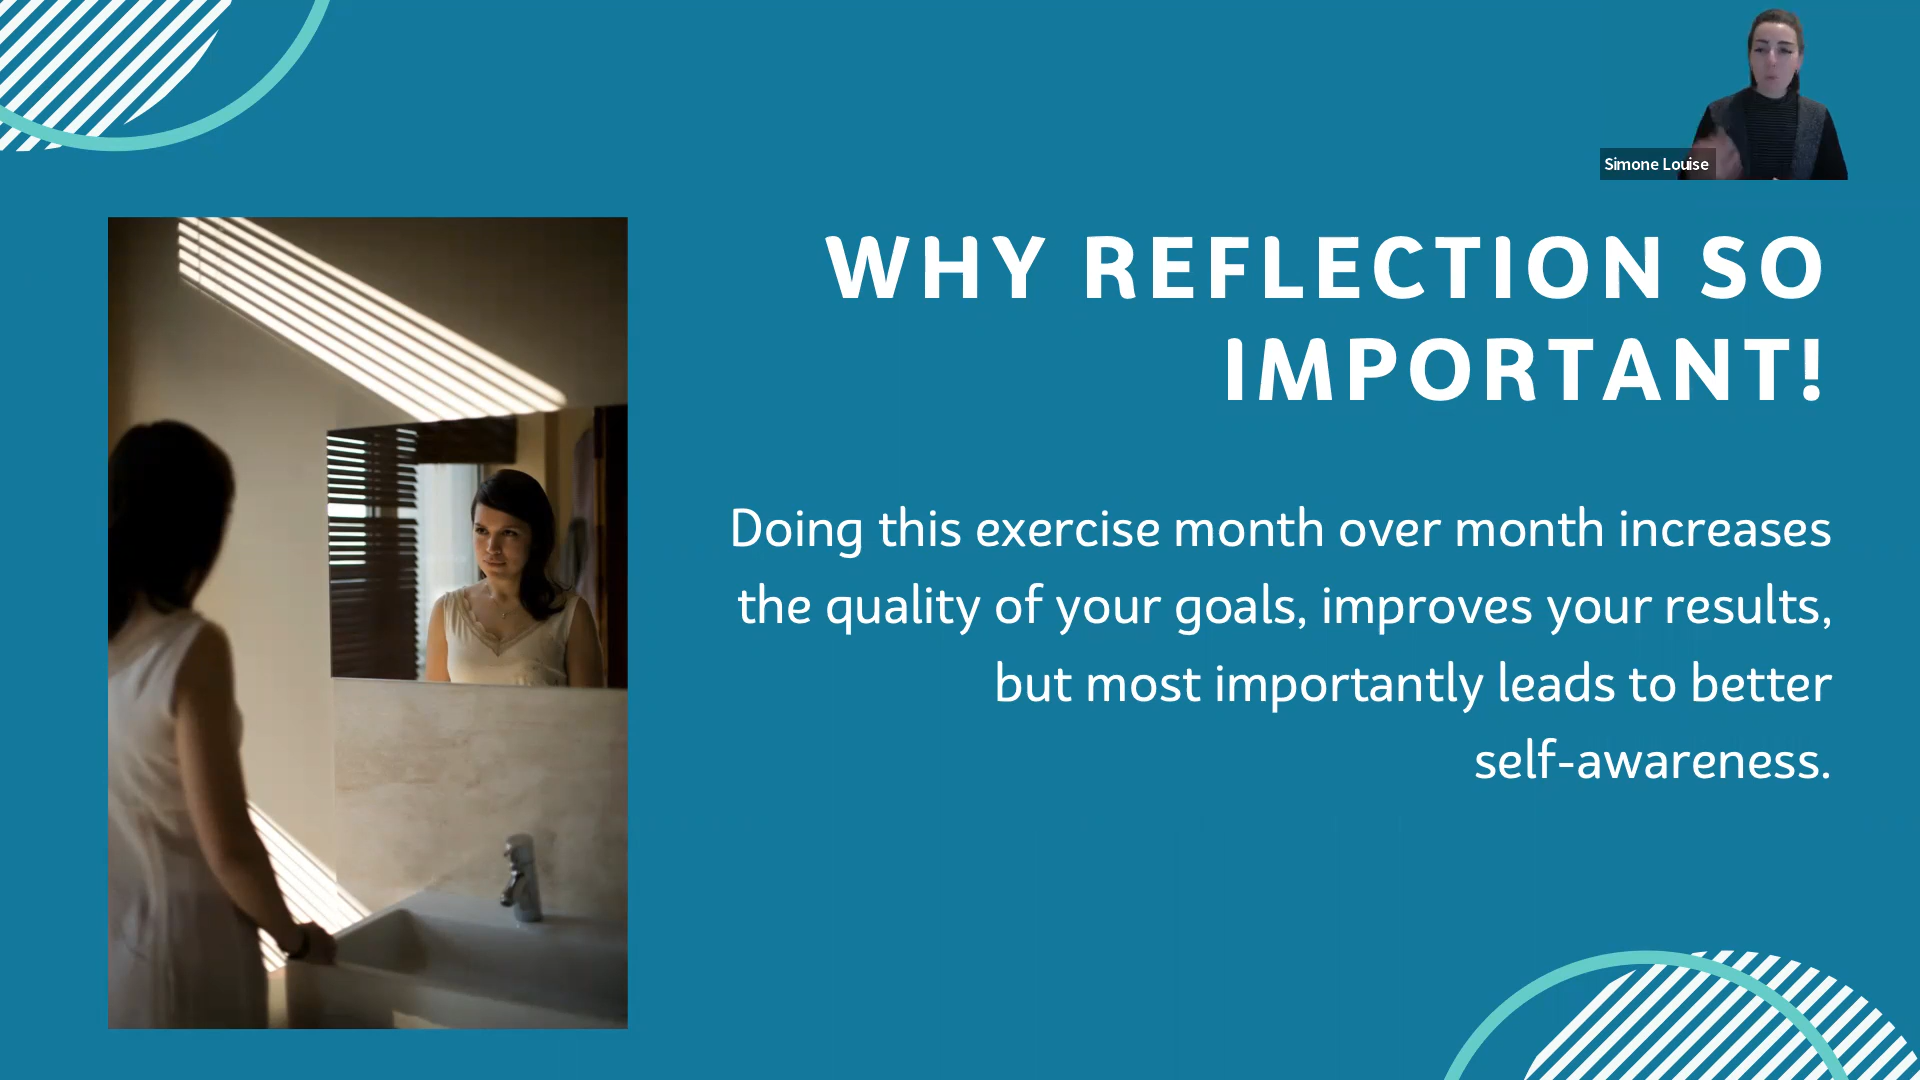 Simone Louise
WHY REFLECTION SO
IMPORTANT!
Doing this exercise month over month increases
the quality of your goals, improves your results,
but most importantly leads to better
self-awareness.